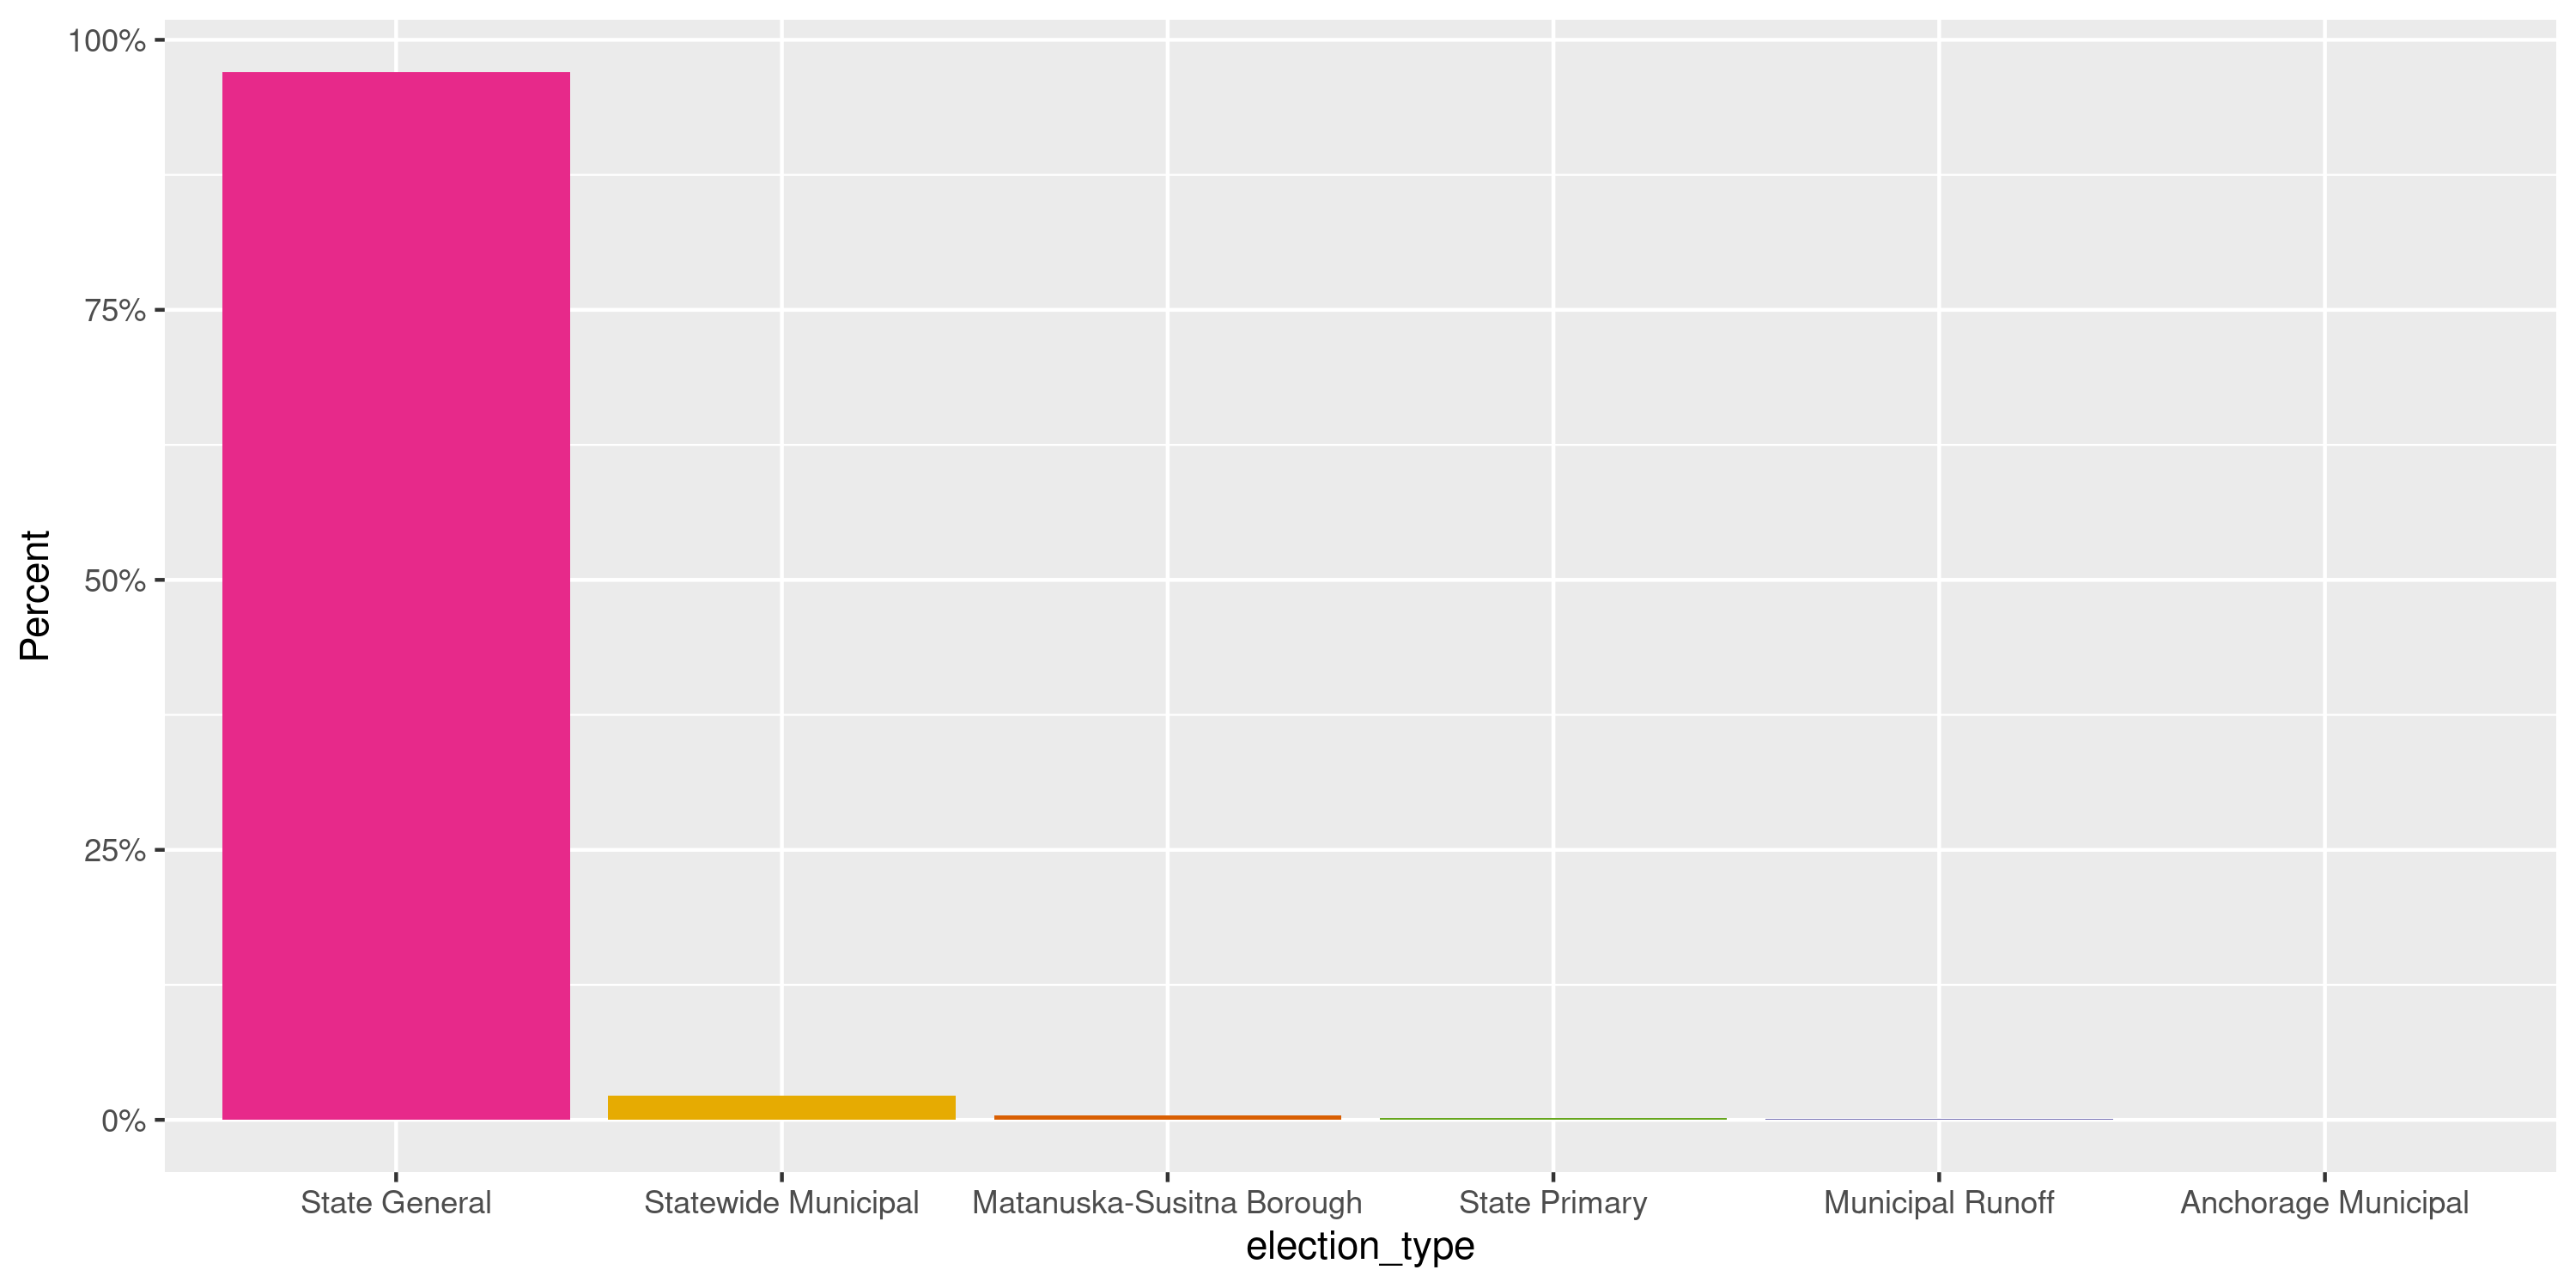 100%
75%
50%
25%
0%
Percent
State General
Statewide Municipal
Matanuska-Susitna Borough
State Primary
Municipal Runoff
Anchorage Municipal
election_type